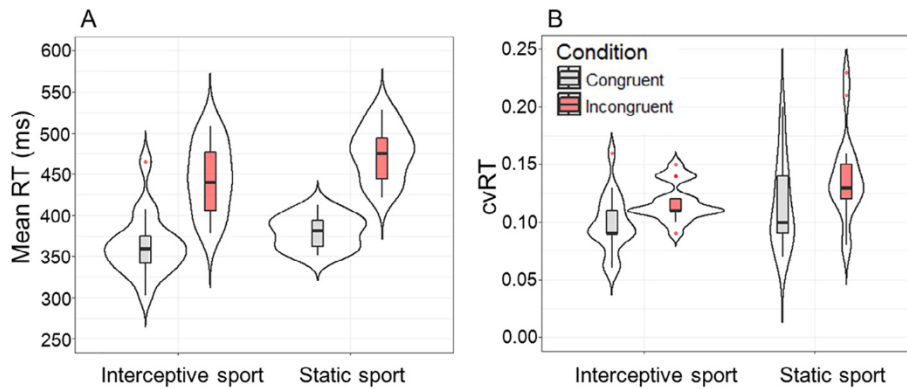 A
Mean RT (ms)
600
550
500
450
400
350
300
250
Interceptive sport
Static sport
B
cvRT
0.25
0.20
0.15
0.10
0.05
0.00
Condition
Congruent
Incongruent
Interceptive sport
Static sport